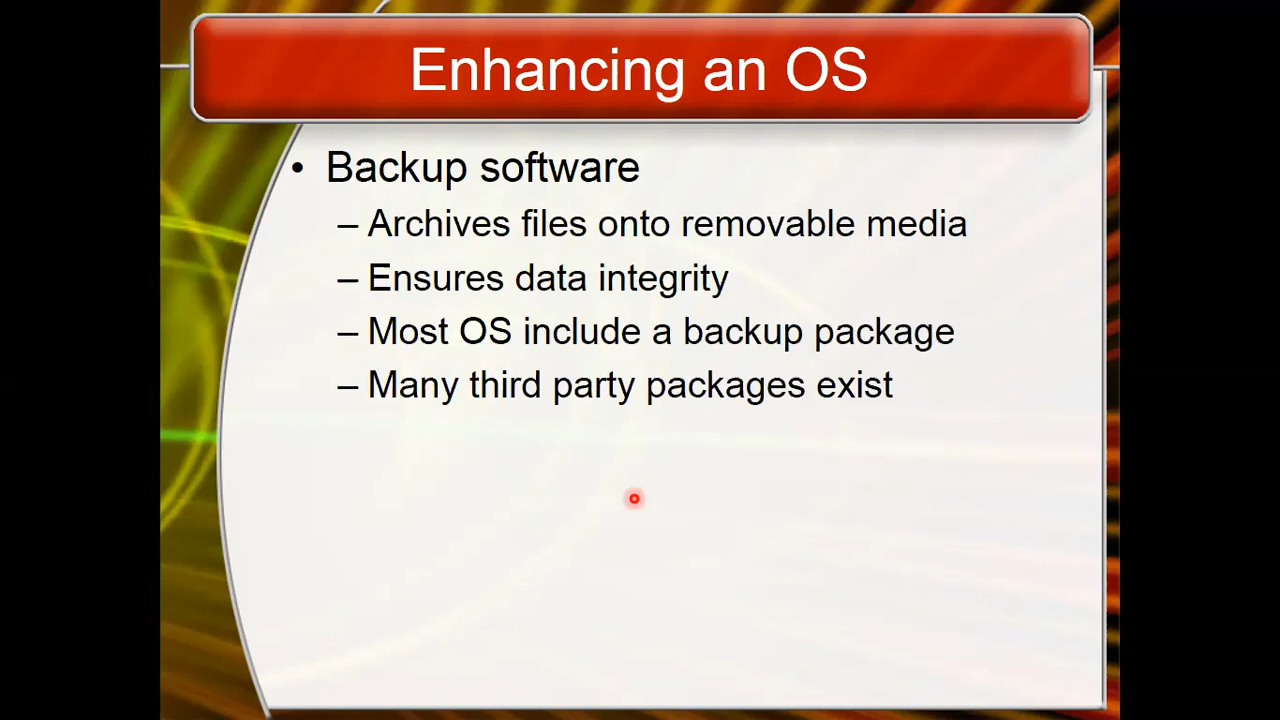 Enhancing an OS
• Backup software
– Archives files onto removable media
– Ensures data integrity
– Most OS include a backup package
– Many third party packages exist